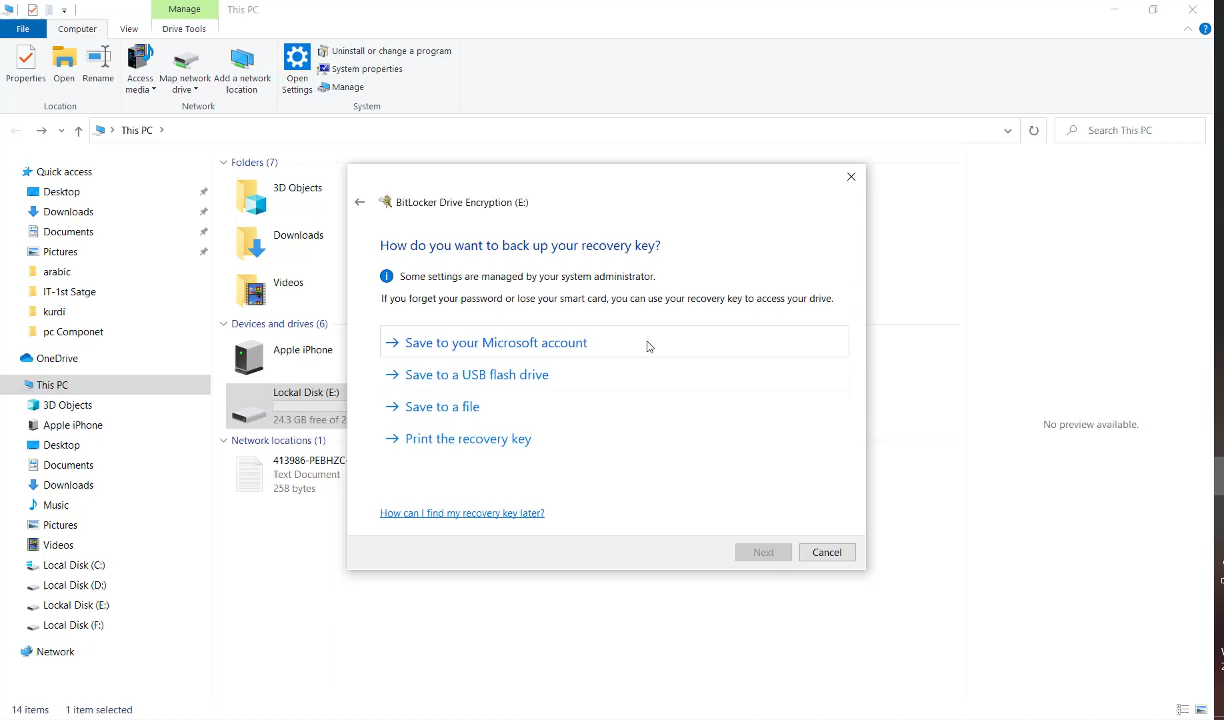 Manage
This PC
File
Computer
View
Drive Tools
Properties
Open
Rename
Access media
Map network drive
Add a network location
Open Settings
Uninstall or change a program
System properties
Manage
Location
Network
System
This PC
Search This PC
Quick access
Desktop
Downloads
Documents
Pictures
arabic
IT-1st Satge
kurdi
pc Componet
OneDrive
This PC
3D Objects
Apple iPhone
Desktop
Documents
Downloads
Music
Pictures
Videos
Local Disk (C:)
Local Disk (D:)
Lockal Disk (E:)
Local Disk (F:)
Network
Folders (7)
3D Objects
Downloads
Videos
Devices and drives (6)
Apple iPhone
Lockal Disk (E:)
24.3 GB free of 2
Network locations (1)
413986-PEBHZC
Text Document
258 bytes
BitLocker Drive Encryption (E:)
How do you want to back up your recovery key?
Some settings are managed by your system administrator.
If you forget your password or lose your smart card, you can use your recovery key to access your drive.
Save to your Microsoft account
Save to a USB flash drive
Save to a file
Print the recovery key
How can I find my recovery key later?
Next
Cancel
No preview available.
14 items
1 item selected